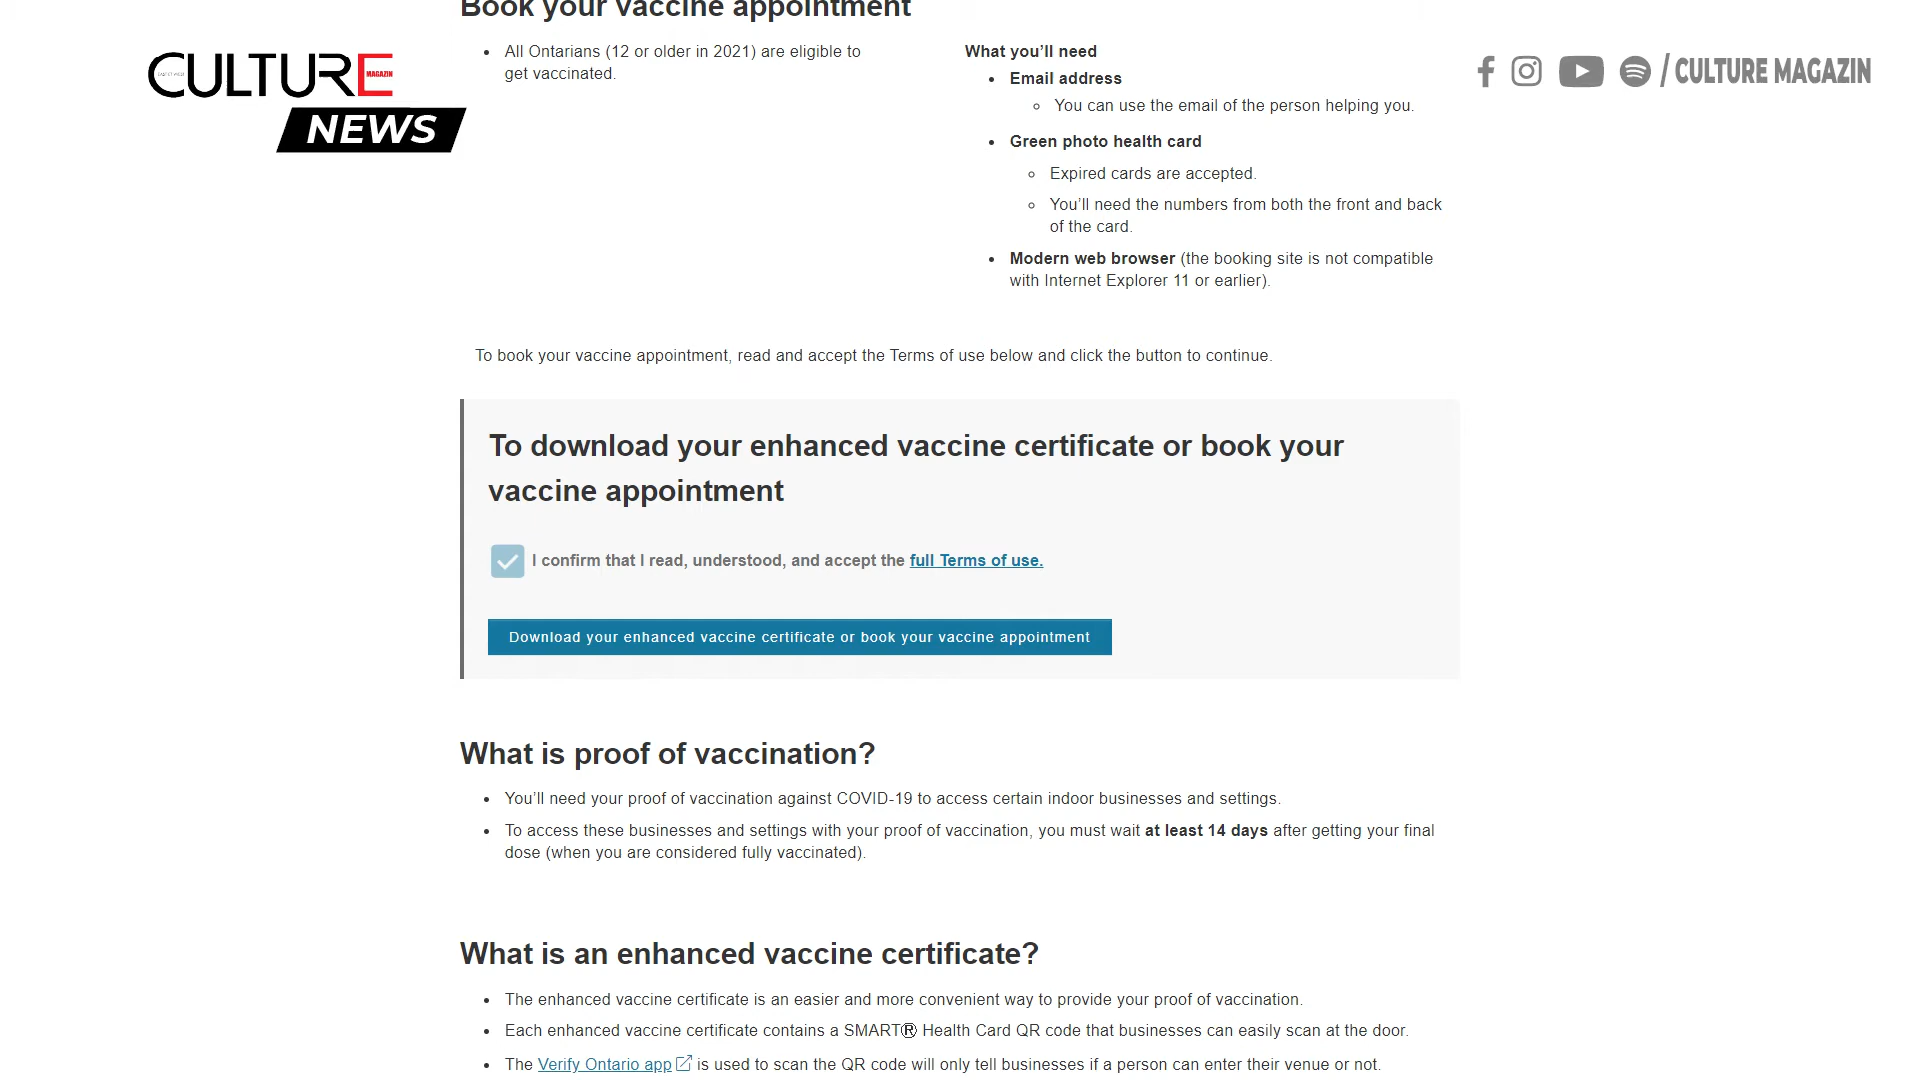 Book your vaccine appointment
All Ontarians (12 or older in 2021) are eligible to
get vaccinated.
What you'll need
Email address
You can use the email of the person helping you.
Green photo health card
Expired cards are accepted.
You'll need the numbers from both the front and back
of the card.
Modern web browser (the booking site is not compatible
with Internet Explorer 11 or earlier).
CULTURE
MAGAZIN
NEWS
/ CULTURE MAGAZIN
To book your vaccine appointment, read and accept the Terms of use below and click the button to continue.
To download your enhanced vaccine certificate or book your
vaccine appointment
I confirm that I read, understood, and accept the full Terms of use.
Download your enhanced vaccine certificate or book your vaccine appointment
What is proof of vaccination?
You'll need your proof of vaccination against COVID-19 to access certain indoor businesses and settings.
To access these businesses and settings with your proof of vaccination, you must wait at least 14 days after getting your final
dose (when you are considered fully vaccinated).
What is an enhanced vaccine certificate?
The enhanced vaccine certificate is an easier and more convenient way to provide your proof of vaccination.
Each enhanced vaccine certificate contains a SMART® Health Card QR code that businesses can easily scan at the door.
The Verify Ontario app is used to scan the QR code will only tell businesses if a person can enter their venue or not.